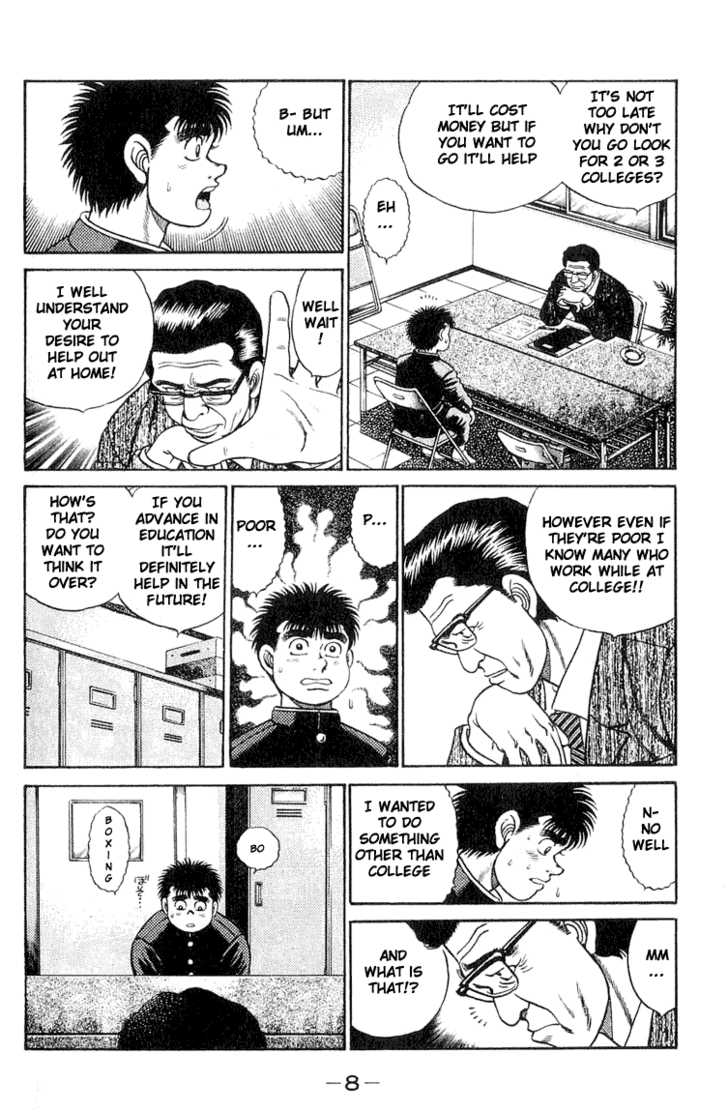 IT'S NOT
TOO LATE
WHY DON'T
YOU GO LOOK
FOR 2 OR 3
COLLEGES?
IT'LL COST
MONEY BUT IF
YOU WANT TO
GO IT'LL HELP
EH
...
B- BUT
UM...
WELL
WAIT
!
I WELL
UNDERSTAND
YOUR
DESIRE TO
HELP OUT
AT HOME!
HOWEVER EVEN IF
THEY'RE POOR I
KNOW MANY WHO
WORK WHILE AT
COLLEGE!!
P...
POOR
...
IF YOU
ADVANCE IN
EDUCATION
IT'LL
DEFINITELY
HELP IN THE
FUTURE!
HOW'S
THAT?
DO YOU
WANT TO
THINK IT
OVER?
N-
NO
WELL
I WANTED
TO DO
SOMETHING
OTHER THAN
COLLEGE
MM
...
AND
WHAT IS
THAT!?
BO
BOXING
ぼそ…
—8—